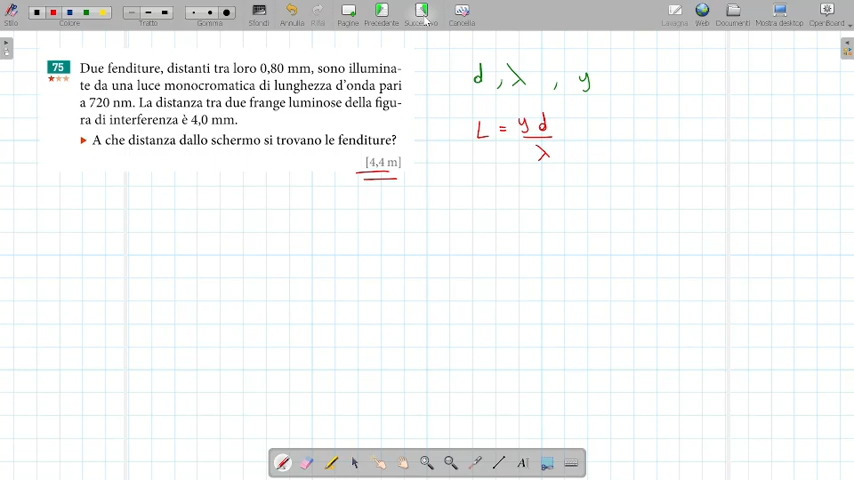 Stilo Colore Tratto Gomma Sfondi Annulla Rifai Pagine Precedente Successivo Cancella Lavagna Web Documenti Mostra desktop OpenBoard
75 Due fenditure, distanti tra loro 0,80 mm, sono illumina-
te da una luce monocromatica di lunghezza d'onda pari
a 720 nm. La distanza tra due frange luminose della figu-
ra di interferenza è 4,0 mm.
A che distanza dallo schermo si trovano le fenditure?
[4,4 m]
d , λ , y
L = y d
λ